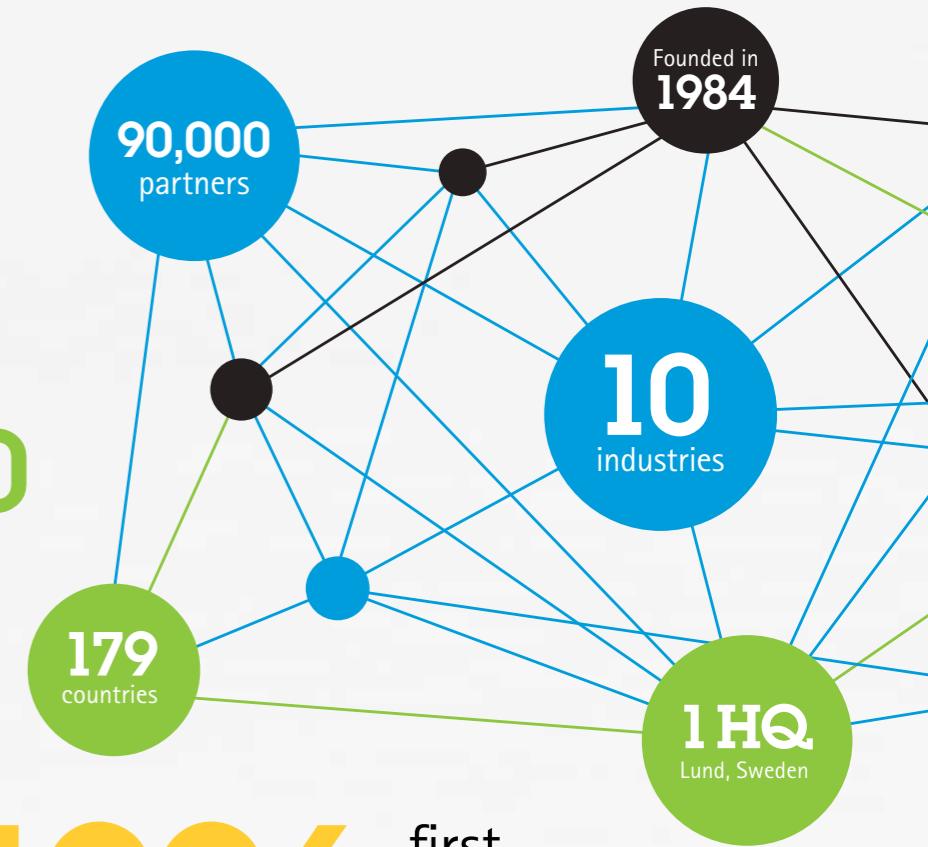 Founded in
1984
90,000
partners
10
industries
179
countries
1 HQ
Lund, Sweden
first